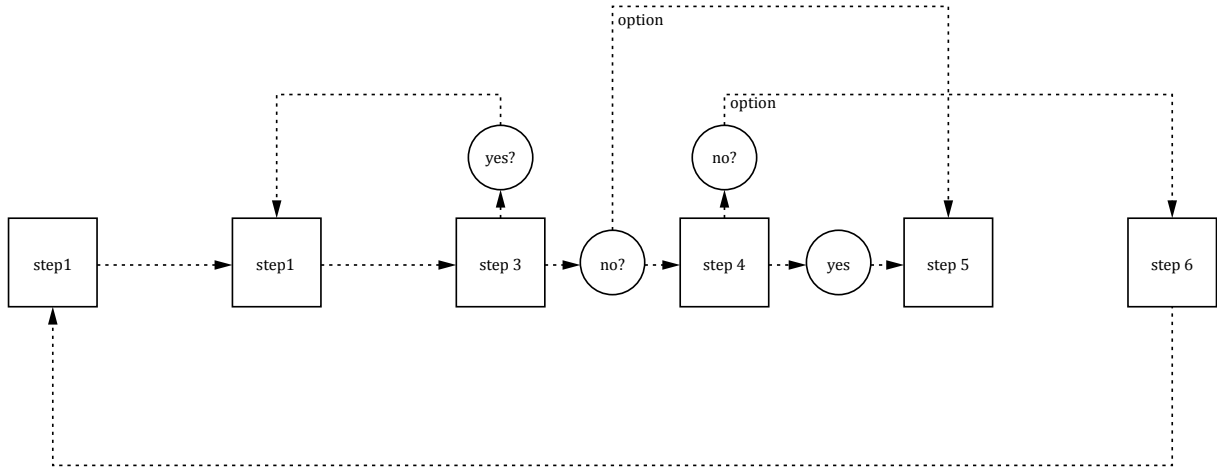 option
option
yes?
no?
step1
step1
step 3
no?
step 4
yes
step 5
step 6